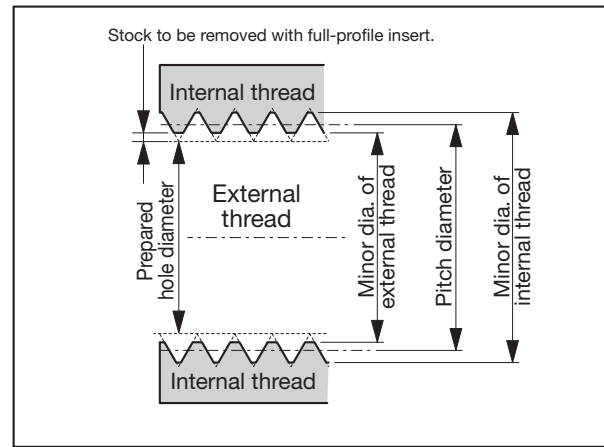 Stock to be removed with full-profile insert.
Internal thread
External
thread
Prepared
hole diameter
Minor dia. of
external thread
Pitch diameter
Minor dia. of
internal thread
Internal thread